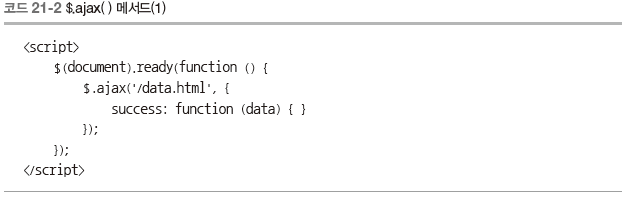 코드 21-2 $.ajax( ) 메서드(1)
<script>
    $(document).ready(function () {
        $.ajax('/data.html', {
            success: function (data) { }
        });
    });
</script>